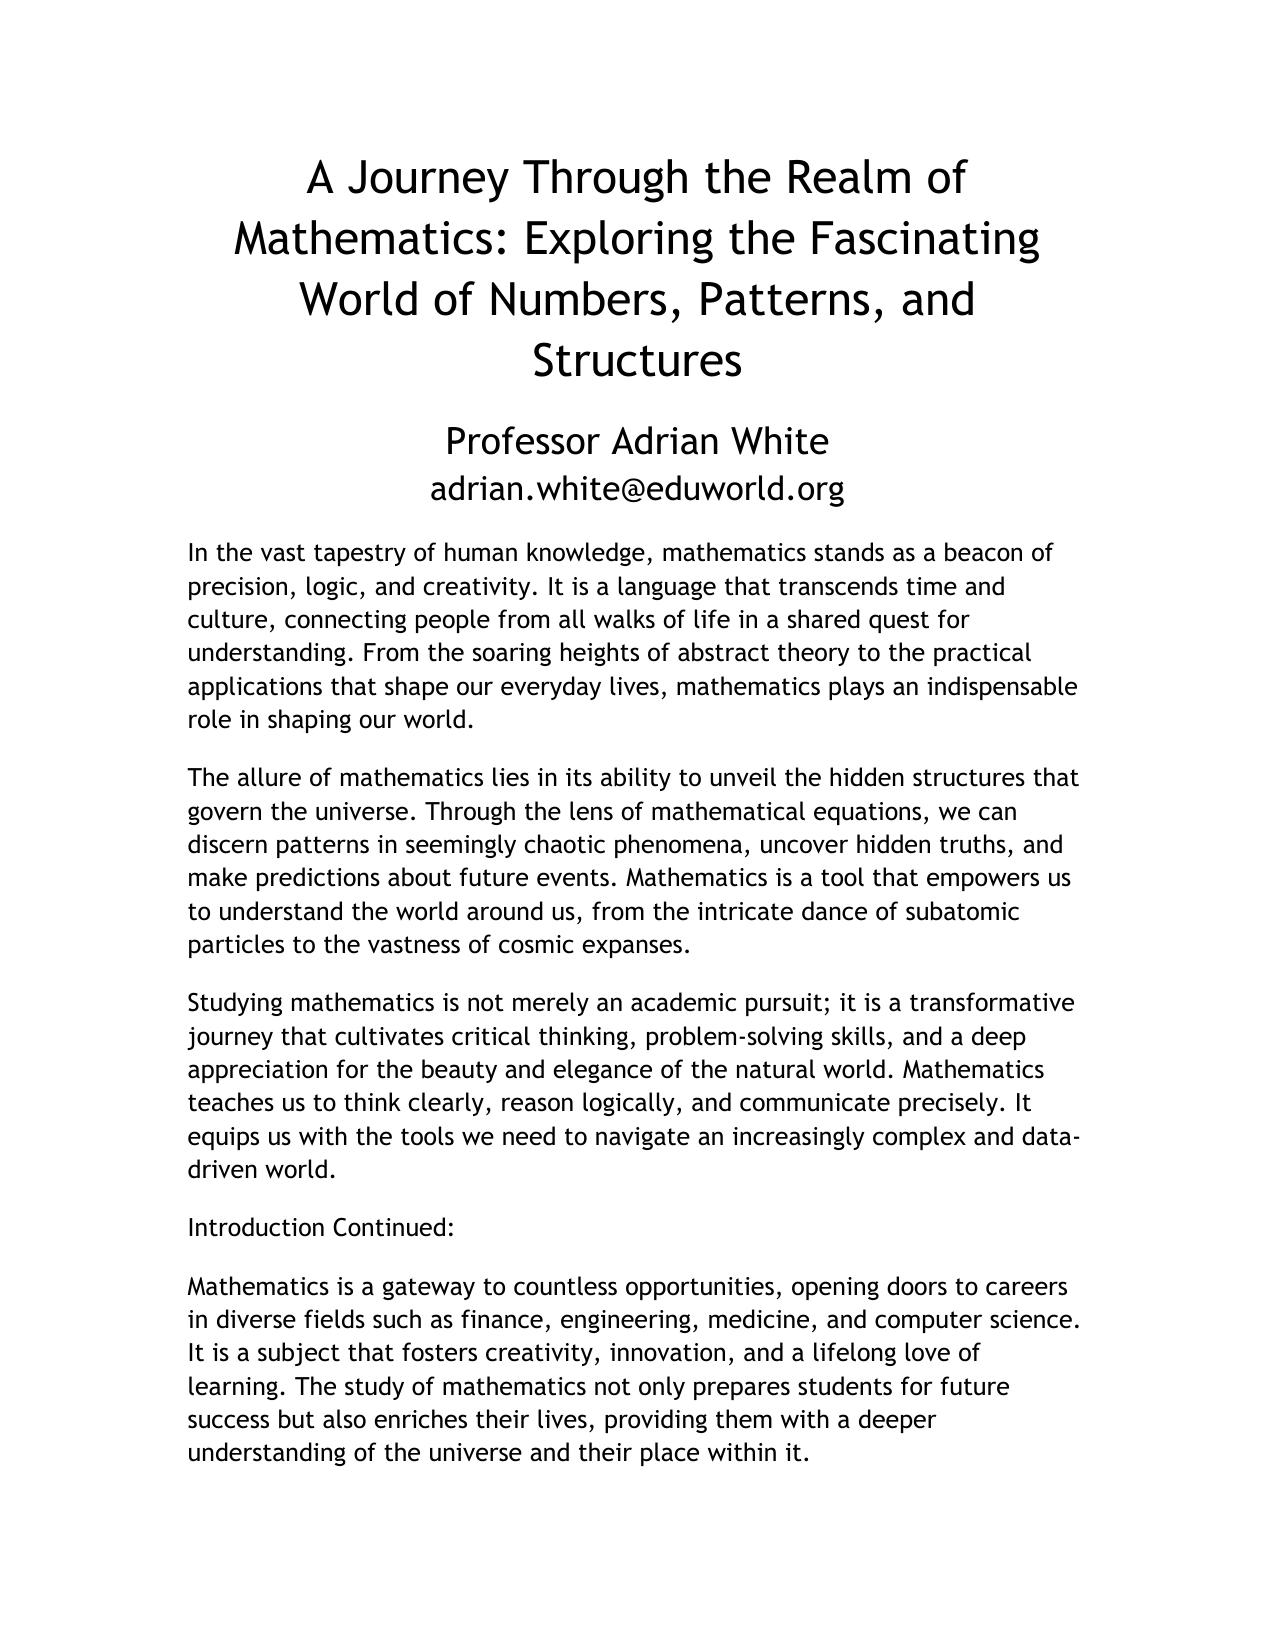 A Journey Through the Realm of
Mathematics: Exploring the Fascinating
World of Numbers, Patterns, and
Structures
Professor Adrian White
adrian.white@eduworld.org
In the vast tapestry of human knowledge, mathematics stands as a beacon of
precision, logic, and creativity. It is a language that transcends time and
culture, connecting people from all walks of life in a shared quest for
understanding. From the soaring heights of abstract theory to the practical
applications that shape our everyday lives, mathematics plays an indispensable
role in shaping our world.
The allure of mathematics lies in its ability to unveil the hidden structures that
govern the universe. Through the lens of mathematical equations, we can
discern patterns in seemingly chaotic phenomena, uncover hidden truths, and
make predictions about future events. Mathematics is a tool that empowers us
to understand the world around us, from the intricate dance of subatomic
particles to the vastness of cosmic expanses.
Studying mathematics is not merely an academic pursuit; it is a transformative
journey that cultivates critical thinking, problem-solving skills, and a deep
appreciation for the beauty and elegance of the natural world. Mathematics
teaches us to think clearly, reason logically, and communicate precisely. It
equips us with the tools we need to navigate an increasingly complex and data-
driven world.
Introduction Continued:
Mathematics is a gateway to countless opportunities, opening doors to careers
in diverse fields such as finance, engineering, medicine, and computer science.
It is a subject that fosters creativity, innovation, and a lifelong love of
learning. The study of mathematics not only prepares students for future
success but also enriches their lives, providing them with a deeper
understanding of the universe and their place within it.